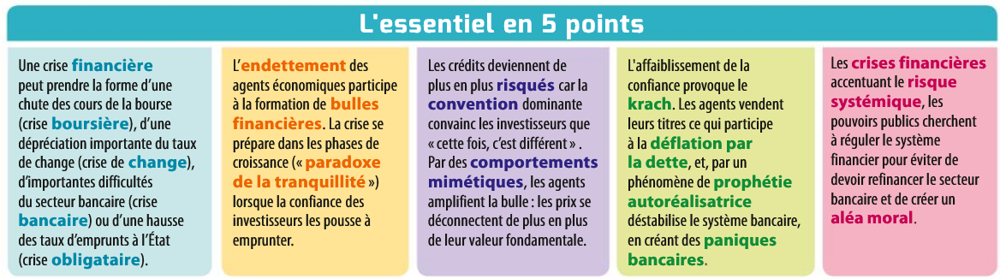 L'essentiel en 5 points
Une crise financière
peut prendre la forme d'une
chute des cours de la bourse
(crise boursière), d'une
dépréciation importante du taux
de change (crise de change),
d'importantes difficultés
du secteur bancaire (crise
bancaire) ou d'une hausse
des taux d'emprunts à l'État
(crise obligataire).
L'endettement des
agents économiques participe
à la formation de bulles
financières. La crise se
prépare dans les phases de
croissance (« paradoxe
de la tranquillité »)
lorsque la confiance des
investisseurs les pousse à
emprunter.
Les crédits deviennent de
plus en plus risqués car la
convention dominante
convainc les investisseurs que
« cette fois, c'est différent » .
Par des comportements
mimétiques, les agents
amplifient la bulle : les prix se
déconnectent de plus en plus
de leur valeur fondamentale.
L'affaiblissement de la
confiance provoque le
krach. Les agents vendent
leurs titres ce qui participe
à la déflation par
la dette, et, par un
phénomène de prophétie
autoréalisatrice
déstabilise le système bancaire,
en créant des paniques
bancaires.
Les crises financières
accentuant le risque
systémique, les
pouvoirs publics cherchent
à réguler le système
financier pour éviter de
devoir refinancer le secteur
bancaire et de créer un
aléa moral.